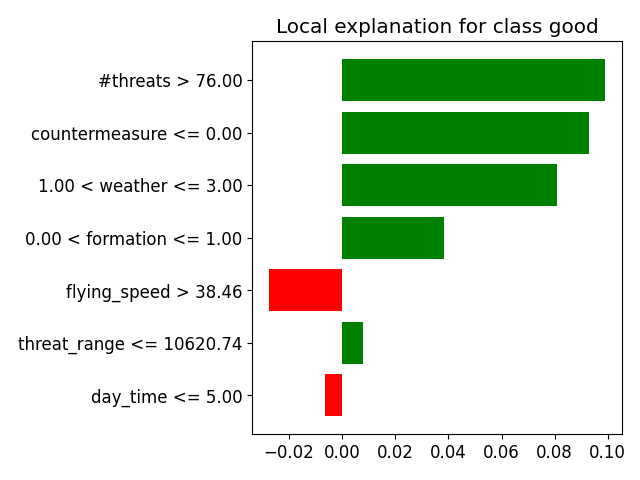 Local explanation for class good
#threats > 76.00
countermeasure <= 0.00
1.00 < weather <= 3.00
0.00 < formation <= 1.00
flying_speed > 38.46
threat_range <= 10620.74
day_time <= 5.00
−0.02 0.00 0.02 0.04 0.06 0.08 0.10